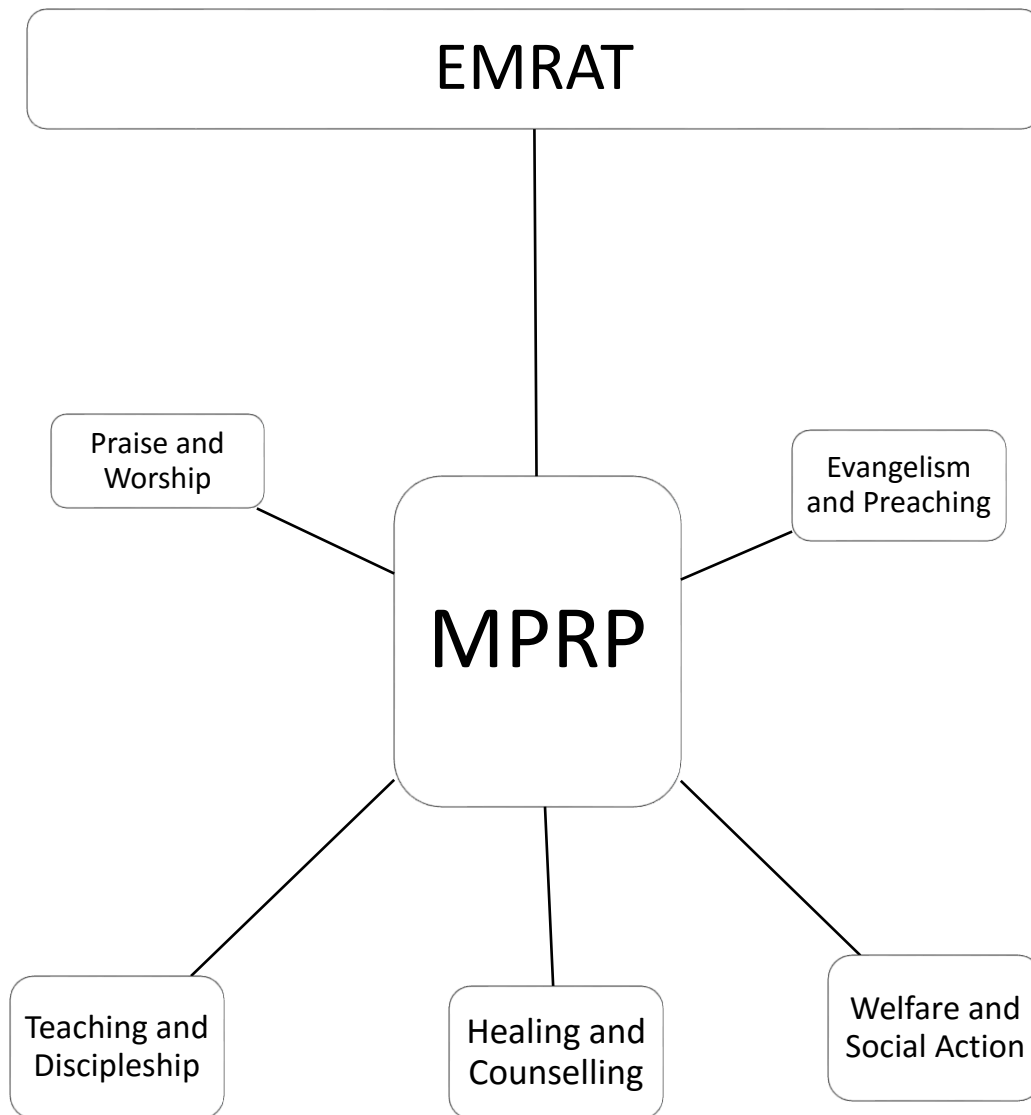 EMRAT
Praise and
Worship
Evangelism
and Preaching
MPRP
Teaching and
Discipleship
Healing and
Counselling
Welfare and
Social Action